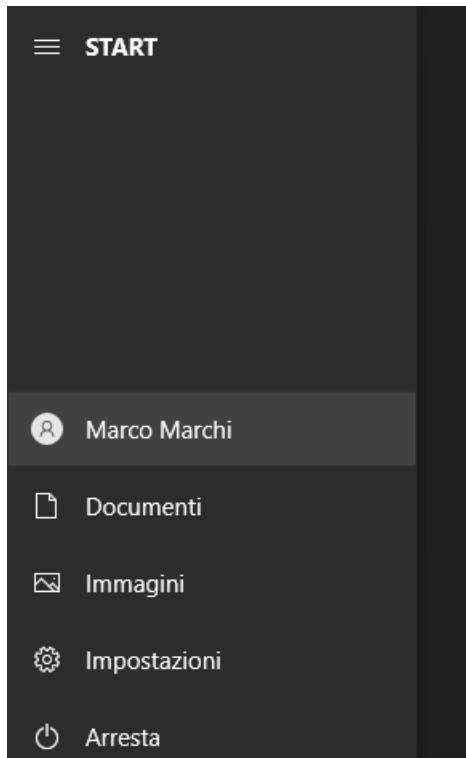 START
Marco Marchi
Documenti
Immagini
Impostazioni
Arresta